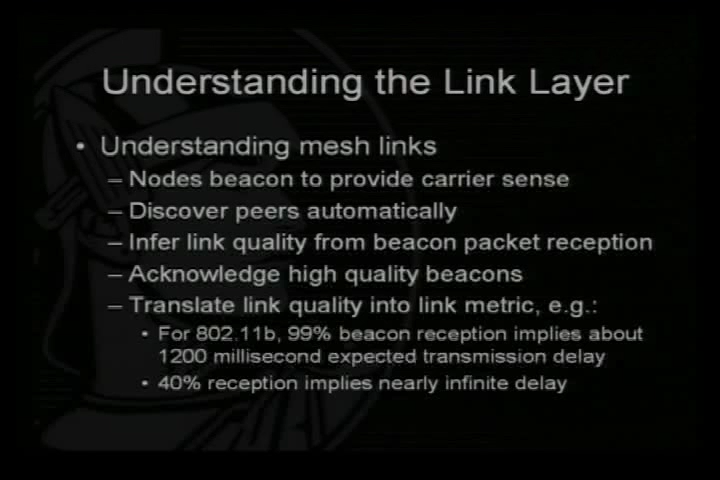 Understanding the Link Layer
• Understanding mesh links
– Nodes beacon to provide carrier sense
– Discover peers automatically
– Infer link quality from beacon packet reception
– Acknowledge high quality beacons
– Translate link quality into link metric, e.g.:
• For 802.11b, 99% beacon reception implies about
1200 millisecond expected transmission delay
• 40% reception implies nearly infinite delay